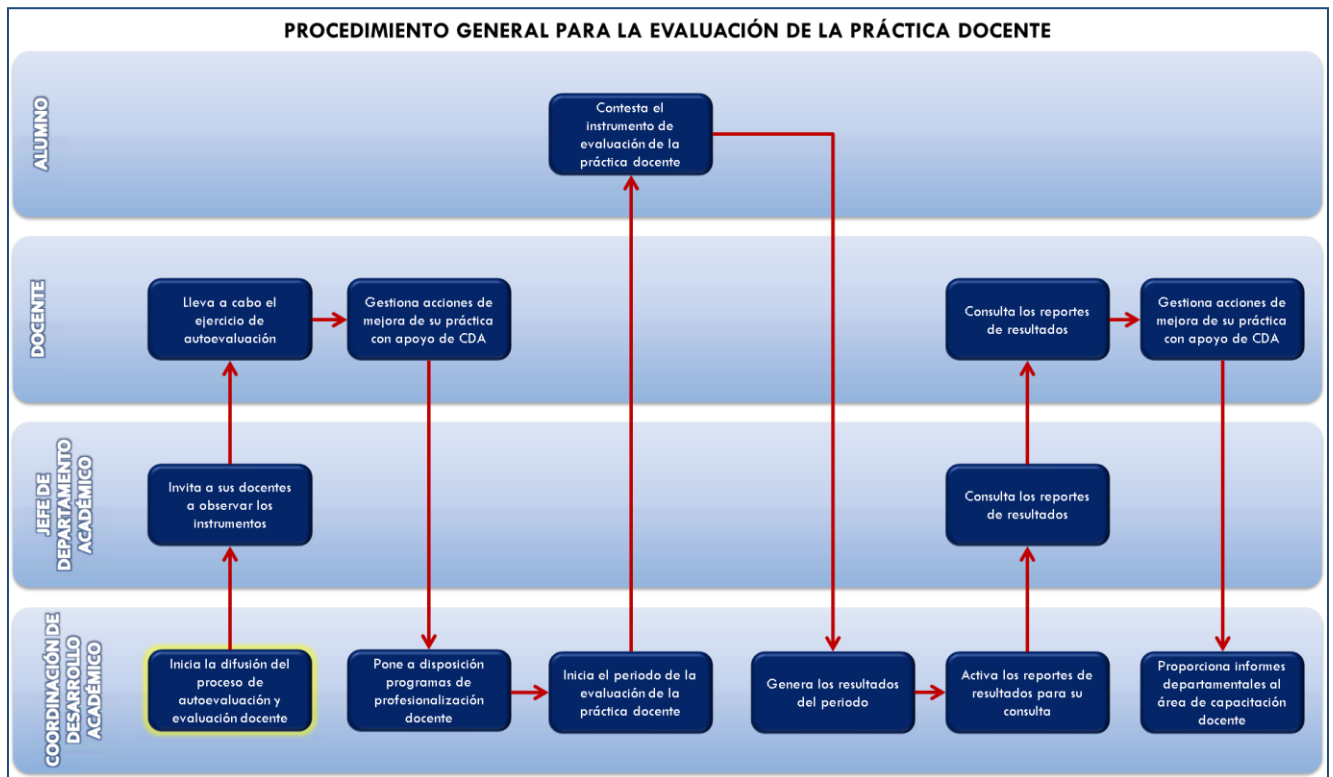 PROCEDIMIENTO GENERAL PARA LA EVALUACIÓN DE LA PRÁCTICA DOCENTE
ALUMNO
Contesta el
instrumento de
evaluación de la
práctica docente
DOCENTE
Lleva a cabo el
ejercicio de
autoevaluación
Gestiona acciones de
mejora de su práctica
con apoyo de CDA
Consulta los reportes
de resultados
Gestiona acciones de
mejora de su práctica
con apoyo de CDA
JEFE DE
DEPARTAMENTO
ACADÉMICO
Invita a sus docentes
a observar los
instrumentos
Consulta los reportes
de resultados
COORDINACIÓN DE
DESARROLLO
ACADÉMICO
Inicia la difusión del
proceso de
autoevaluación y
evaluación docente
Pone a disposición
programas de
profesionalización
docente
Inicia el periodo de la
evaluación de la
práctica docente
Genera los resultados
del periodo
Activa los reportes de
resultados para su
consulta
Proporciona informes
departamentales al
área de capacitación
docente